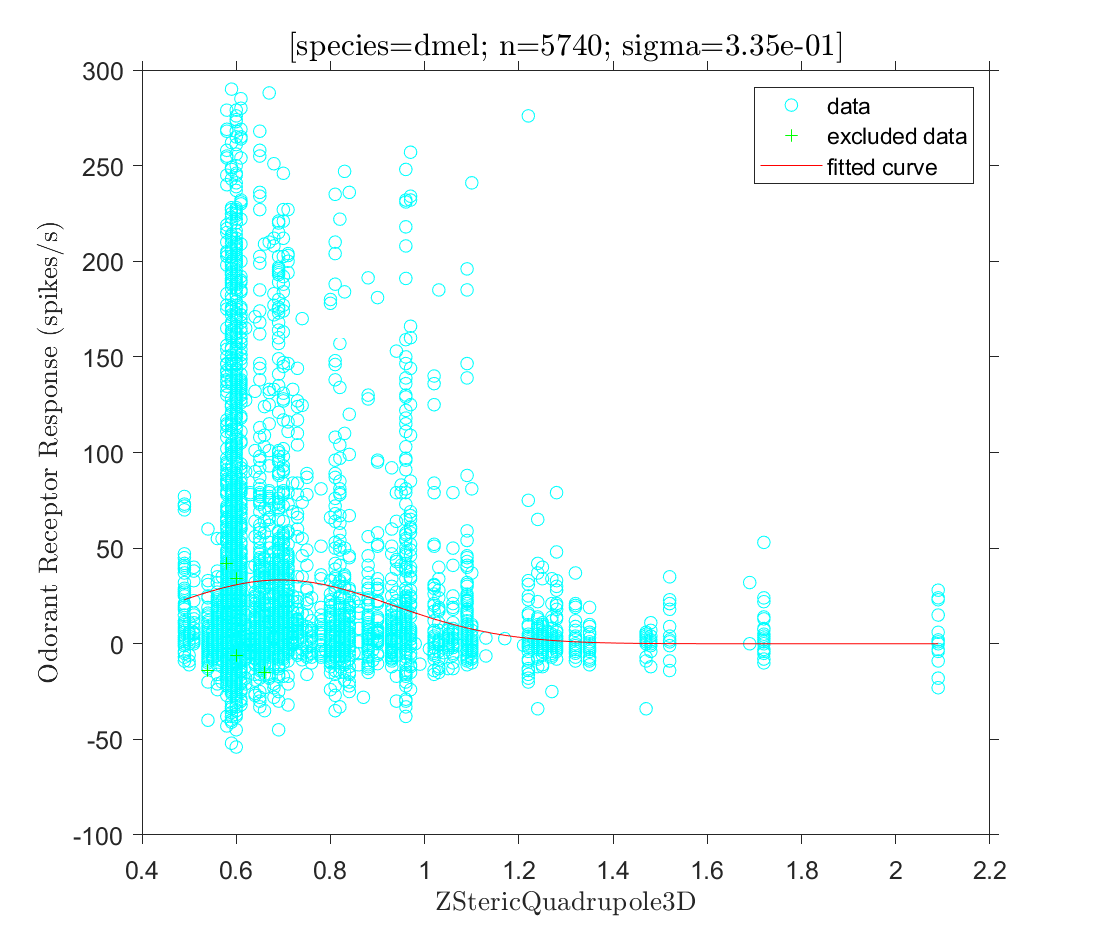 [species=dmel; n=5740; sigma=3.35e-01]
300
250
200
150
100
50
0
-50
-100
Odorant Receptor Response (spikes/s)
data
excluded data
fitted curve
0.4 0.6 0.8 1 1.2 1.4 1.6 1.8 2 2.2
ZStericQuadrupole3D